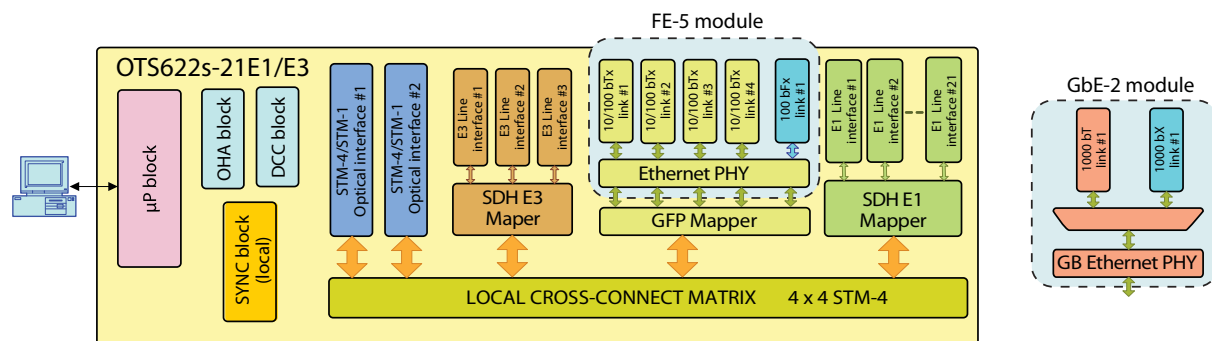 FE-5 module
OTS622s-21E1/E3
µP block
OHA block
DCC block
SYNC block
(local)
STM-4/STM-1
Optical interface #1
STM-4/STM-1
Optical interface #2
E3 Line
interface #1
E3 Line
interface #2
E3 Line
interface #3
SDH E3
Maper
10/100 bTx
link #1
10/100 bTx
link #2
10/100 bTx
link #3
10/100 bTx
link #4
100 bFx
link #1
Ethernet PHY
GFP Mapper
E1 Line
interface #1
E1 Line
interface #2
E1 Line
interface #21
SDH E1
Mapper
LOCAL CROSS-CONNECT MATRIX 4 x 4 STM-4
GbE-2 module
1000 bT
link #1
1000 bX
link #1
GB Ethernet PHY